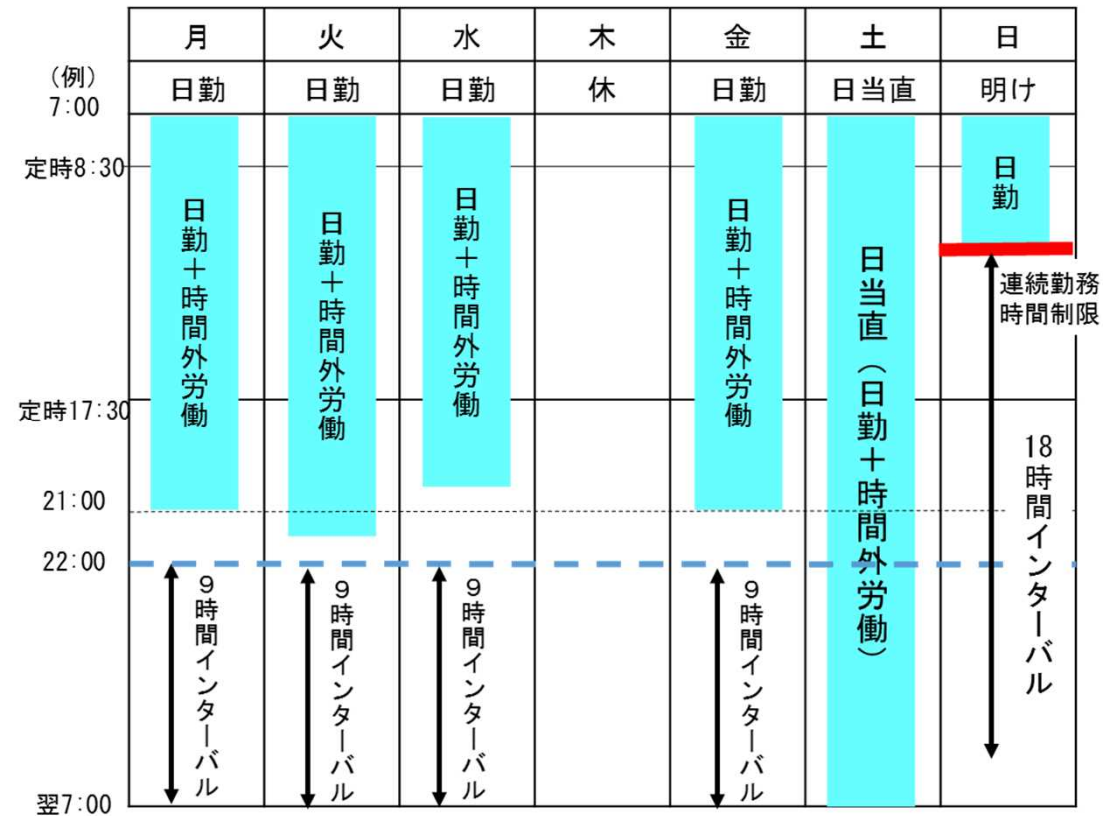 月 火 水 木 金 土 日
(例)
7:00
日勤 日勤 日勤 休 日勤 日当直 明け
定時8:30
定時17:30
21:00
22:00
翌7:00
日勤＋時間外労働
9時間インターバル
日勤＋時間外労働
9時間インターバル
日勤＋時間外労働
9時間インターバル
日勤＋時間外労働
9時間インターバル
日当直（日勤＋時間外労働）
日勤
連続勤務
時間制限
18時間インターバル